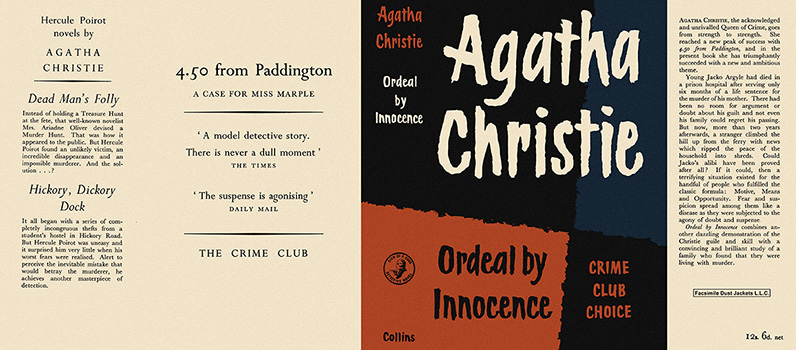 Hercule Poirot
novels by
AGATHA
CHRISTIE
Dead Man's Folly
Instead of holding a Treasure Hunt
at the fete, that well-known novelist
Mrs. Ariadne Oliver devised a
Murder Hunt. That was how it
appeared to the public. But Hercule
Poirot found an unlikely victim, an
incredible disappearance and an
impossible murderer. And the sol-
ution . . . ?
Hickory, Dickory
Dock
It all began with a series of com-
pletely incongruous thefts from a
student's hostel in Hickory Road.
But Hercule Poirot was uneasy and
it surprised him very little when his
worst fears were realised. Alert to
perceive the inevitable mistake that
would betray the murderer, he
achieves another masterpiece of
detection.
4.50 from Paddington
A CASE FOR MISS MARPLE
' A model detective story.
There is never a dull moment '
THE TIMES
' The suspense is agonising '
DAILY MAIL
THE CRIME CLUB
Agatha
Christie
Ordeal
by
Innocence
Collins
Agatha
Christie
Ordeal by
Innocence
CRIME
CLUB
CHOICE
AGATHA CHRISTIE, the acknowledged
and unrivalled Queen of Crime, goes
from strength to strength. She
reached a new peak of success with
4.50 from Paddington, and in the
present book she has triumphantly
succeeded with a new and ambitious
theme.
Young Jacko Argyle had died in
a prison hospital after serving only
six months of a life sentence for
the murder of his mother. There had
been no room for argument or
doubt about his guilt and not even
his family could regret his passing.
But now, more than two years
afterwards, a stranger climbed the
hill up from the ferry with news
which ripped the peace of the
household into shreds. Could
Jacko's alibi have been proved
after all? If it could, then a
terrifying situation existed for the
handful of people who fulfilled the
classic formula: Motive, Means
and Opportunity. Fear and sus-
picion spread among them like a
disease as they were subjected to the
agony of doubt and suspense
Ordeal by Innocence combines an-
other dazzling demonstration of the
Christie guile and skill with a
convincing and brilliant study of a
family who found that they were
living with murder.
Facsimile Dust Jackets L.L.C.
12s. 6d. net